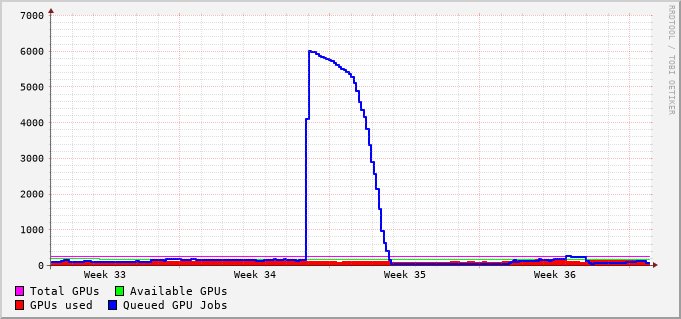 7000
6000
5000
4000
3000
2000
1000
0
Week 33 Week 34 Week 35 Week 36
Total GPUs Available GPUs
GPUs used Queued GPU Jobs
RRDTOOL / TOBI OETIKER